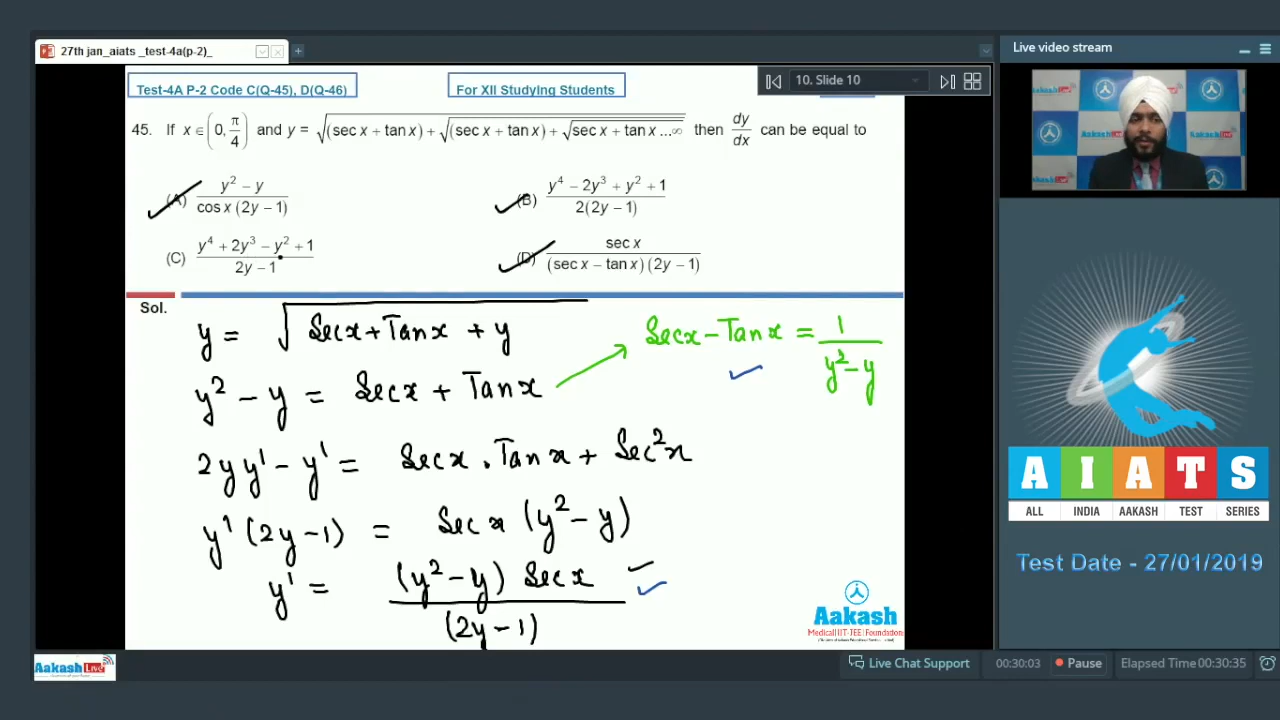 27th jan_aiats _test-4a(p-2)_
Live video stream
10. Slide 10
Test-4A P-2 Code C(Q-45), D(Q-46)
For XII Studying Students
45. If x ∈ (0, π/4) and y = √((sec x + tan x) + √((sec x + tan x) + √(sec x + tan x ...∞ then dy/dx can be equal to
(A) (y² − y)/(cos x (2y − 1))
(B) (y⁴ − 2y³ + y² + 1)/(2(2y − 1))
(C) (y⁴ + 2y³ − y² + 1)/(2y − 1)
(D) sec x/((sec x − tan x)(2y − 1))
Sol.
y = √(Secx + Tanx + y)
Secx − Tanx = 1/(y² − y)
y² − y = Secx + Tanx
2yy' − y' = Secx . Tanx + Sec²x
y' (2y − 1) = Secx (y² − y)
y' = (y² − y) Secx/(2y − 1)
AIATS
ALL INDIA AAKASH TEST SERIES
Test Date - 27/01/2019
Aakash
Medical|IIT-JEE|Foundations
Aakash Live
Live Chat Support
00:30:03
Pause
Elapsed Time 00:30:35